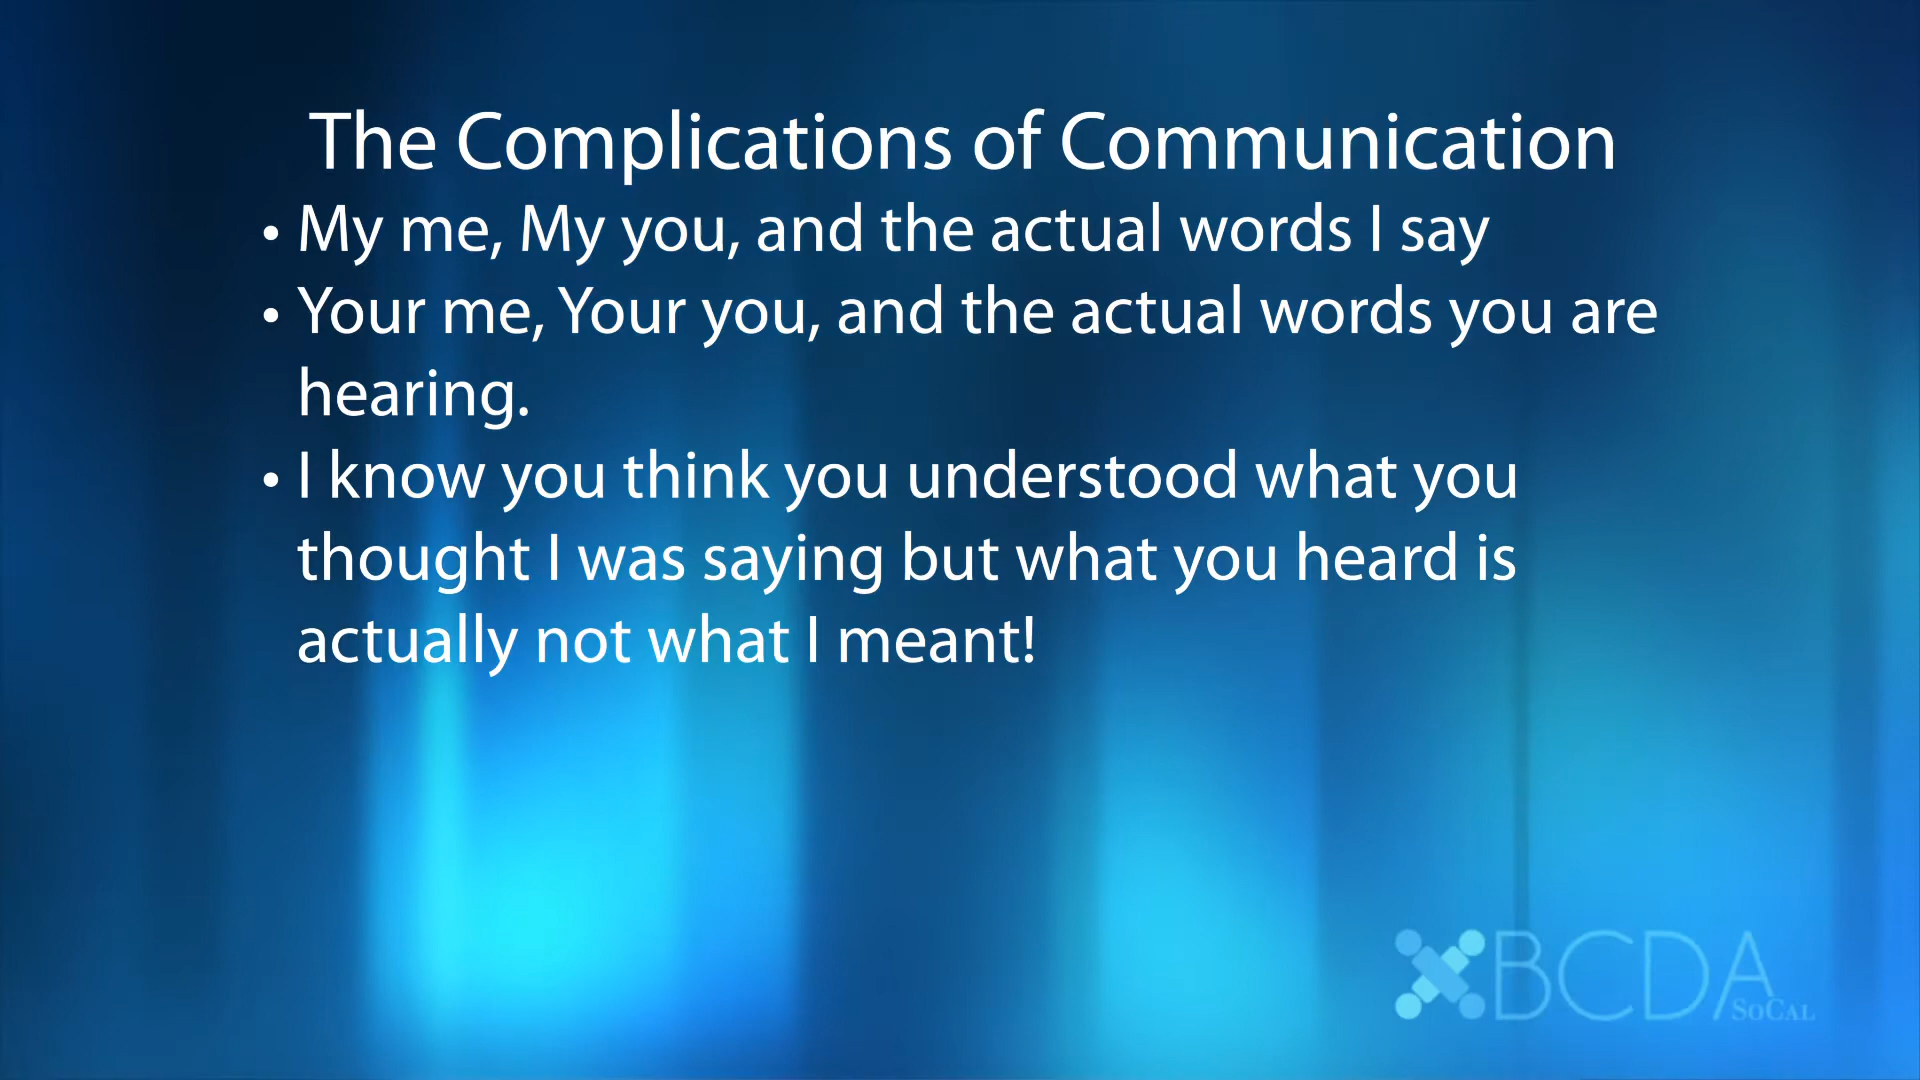 The Complications of Communication
• My me, My you, and the actual words I say
• Your me, Your you, and the actual words you are
hearing.
• I know you think you understood what you
thought I was saying but what you heard is
actually not what I meant!
BCDA
SoCal